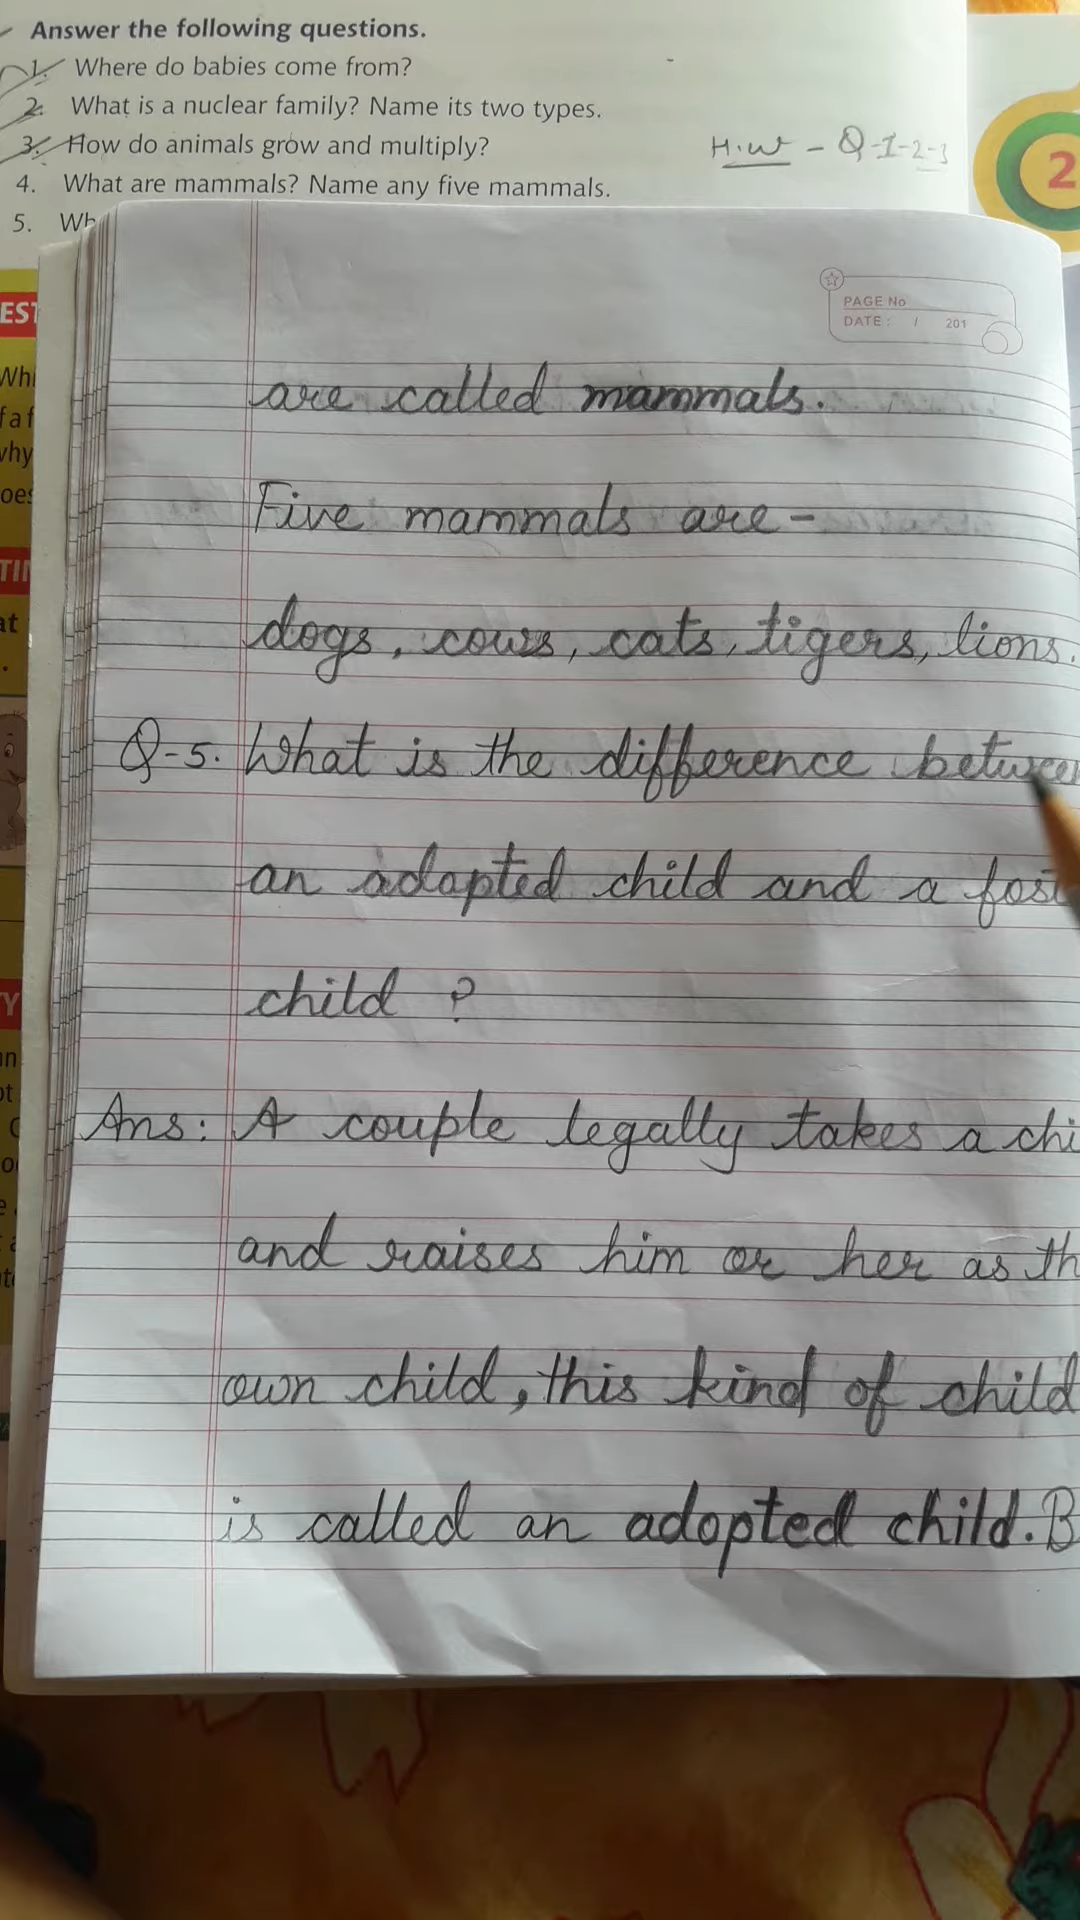 Answer the following questions.
1. Where do babies come from?
2. What is a nuclear family? Name its two types.
3. How do animals grow and multiply?
H.W - Q-1-2-3
4. What are mammals? Name any five mammals.
5. Wh
2
PAGE No
DATE: / 201
are called mammals.
Five mammals are -
dogs, cows, cats, tigers, lions.
Q-5. What is the difference between
an adopted child and a fost
child ?
Ans: A couple legally takes a chi
and raises him or her as th
own child, this kind of child
is called an adopted child. B